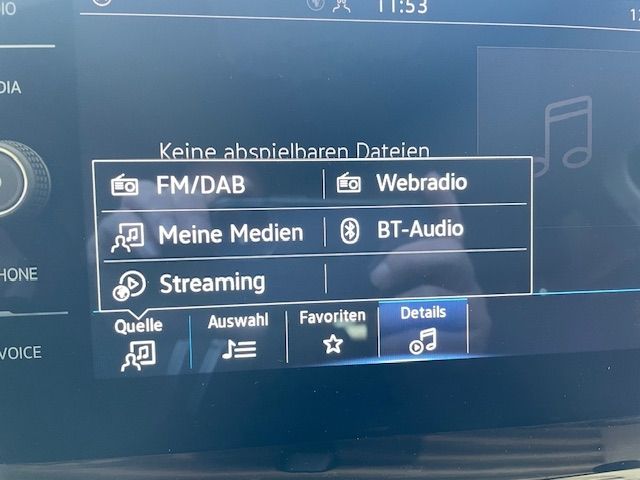 11:53
Keine abspielbaren Dateien
FM/DAB
Webradio
Meine Medien
BT-Audio
Streaming
Quelle
Auswahl
Favoriten
Details
VOICE